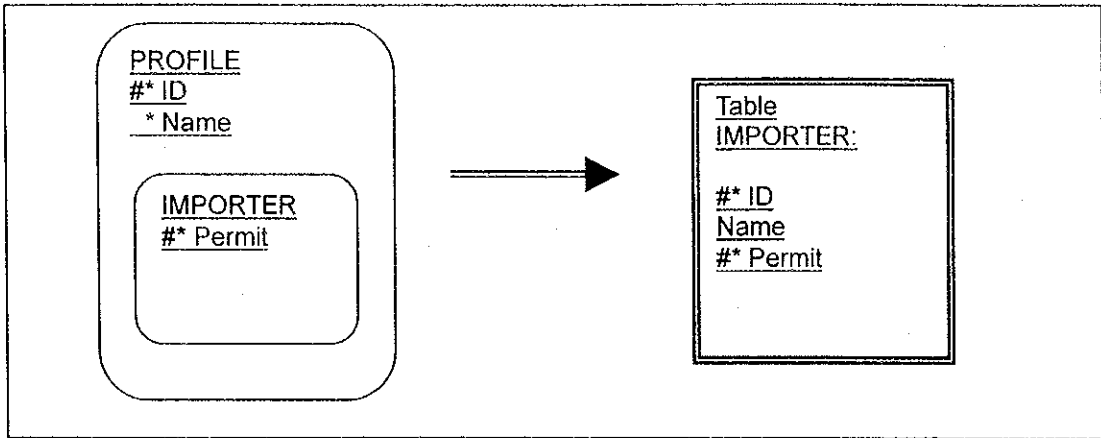 PROFILE
#* ID
* Name
IMPORTER
#* Permit
Table
IMPORTER:
#* ID
Name
#* Permit